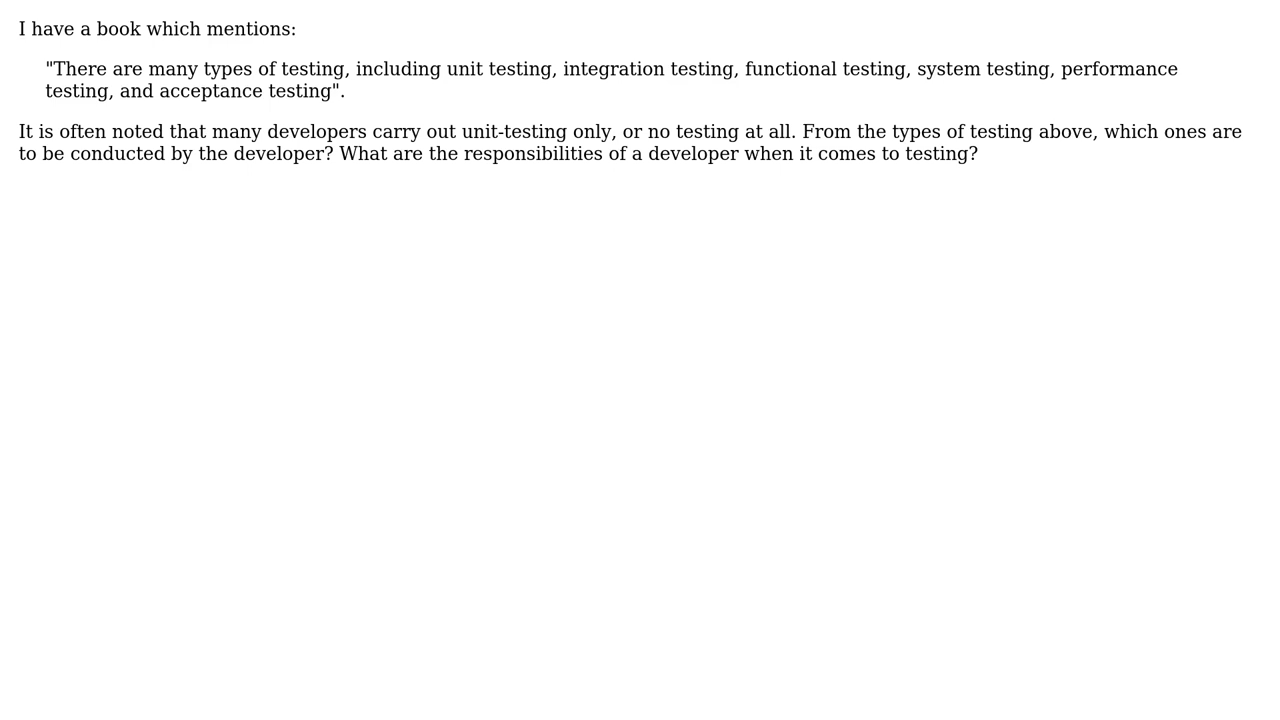 I have a book which mentions:
"There are many types of testing, including unit testing, integration testing, functional testing, system testing, performance
testing, and acceptance testing".
It is often noted that many developers carry out unit-testing only, or no testing at all. From the types of testing above, which ones are
to be conducted by the developer? What are the responsibilities of a developer when it comes to testing?